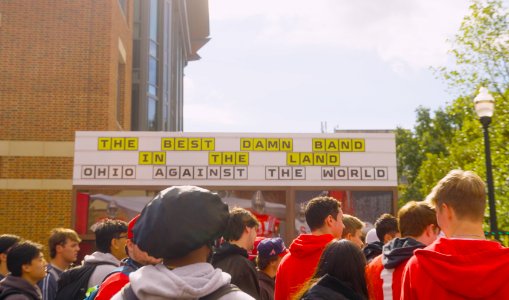 THE BEST DAMN BAND
IN THE LAND
OHIO AGAINST THE WORLD